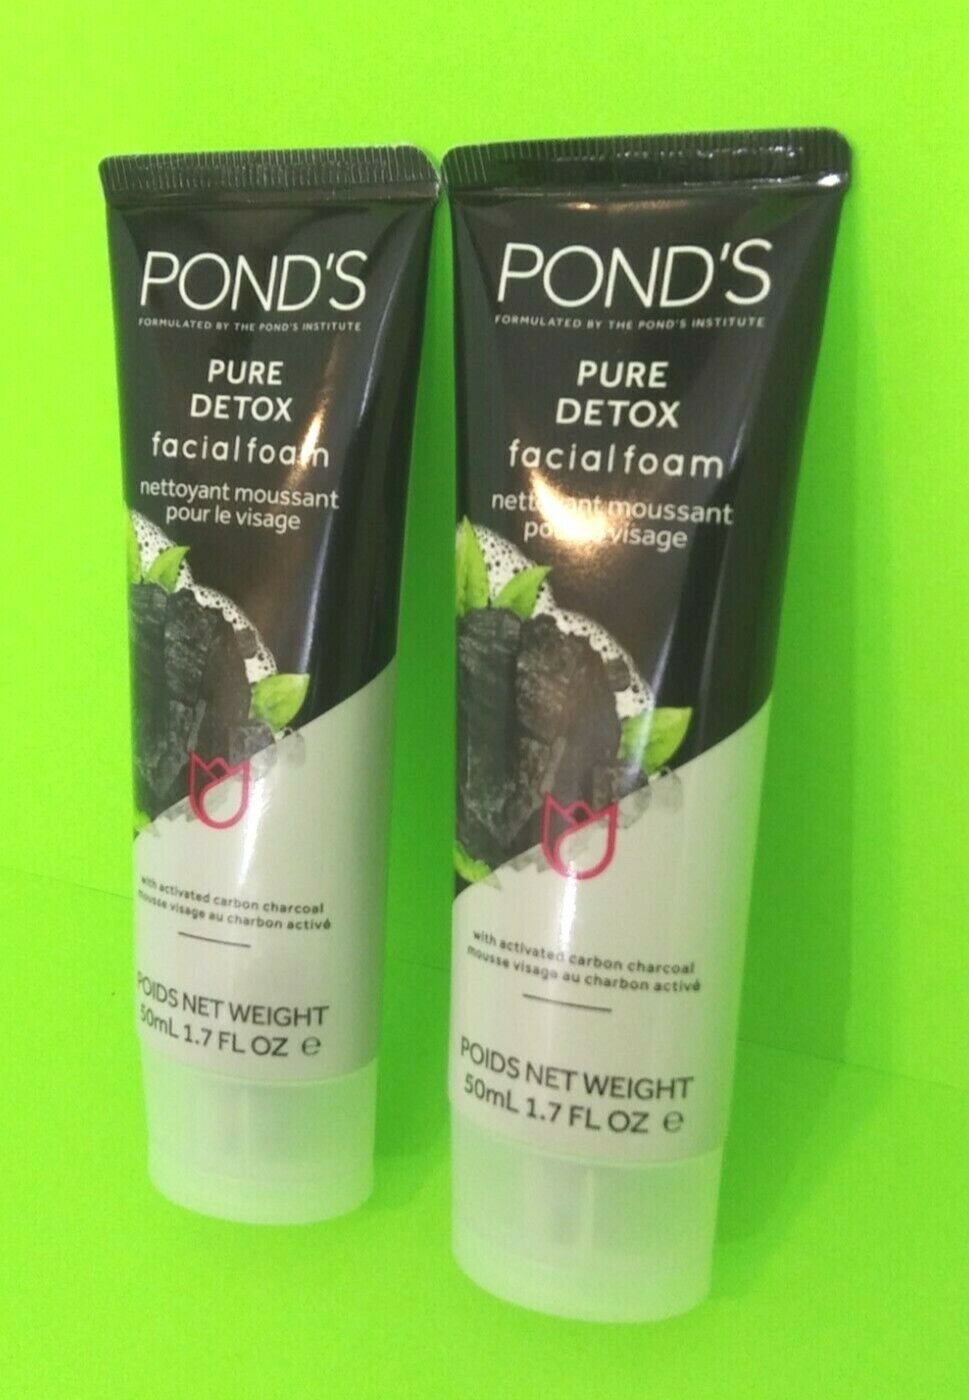 POND'S
FORMULATED BY THE POND'S INSTITUTE
PURE
DETOX
facialfoam
nettoyant moussant
pour le visage
with activated carbon charcoal
mousse visage au charbon activé
POIDS NET WEIGHT
50mL 1.7 FL OZ ℮
POND'S
FORMULATED BY THE POND'S INSTITUTE
PURE
DETOX
facialfoam
nettoyant moussant
pour le visage
with activated carbon charcoal
mousse visage au charbon activé
POIDS NET WEIGHT
50mL 1.7 FL OZ ℮